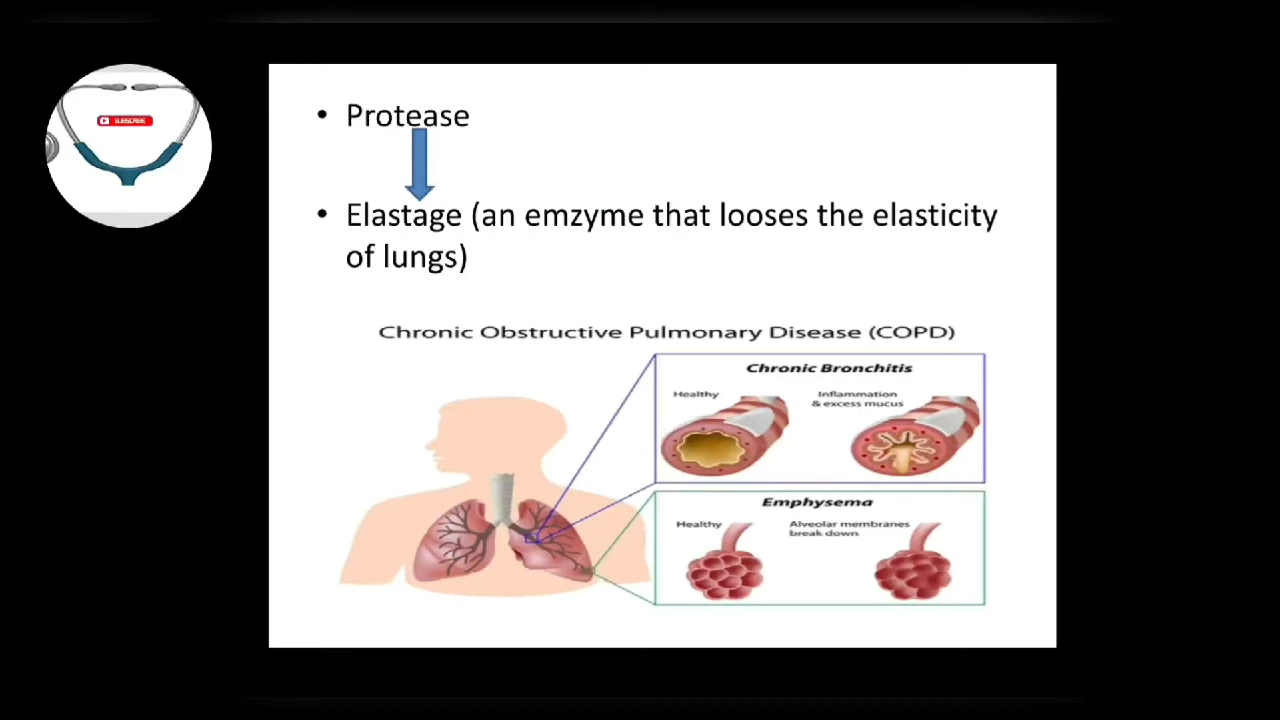 SUBSCRIBE
• Protease
• Elastage (an emzyme that looses the elasticity
of lungs)
Chronic Obstructive Pulmonary Disease (COPD)
Chronic Bronchitis
Healthy
Inflammation
& excess mucus
Emphysema
Healthy
Alveolar membranes
break down